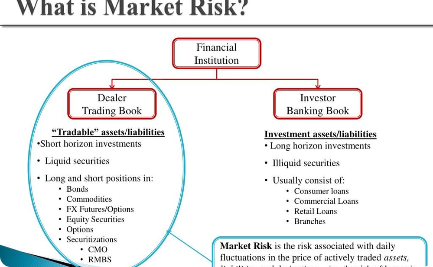 What is Market Risk?
Financial
Institution
Dealer
Trading Book
Investor
Banking Book
“Tradable” assets/liabilities
•Short horizon investments
• Liquid securities
• Long and short positions in:
• Bonds
• Commodities
• FX Futures/Options
• Equity Securities
• Options
• Securitizations
• CMO
• RMBS
Investment assets/liabilities
• Long horizon investments
• Illiquid securities
• Usually consist of:
• Consumer loans
• Commercial Loans
• Retail Loans
• Branches
Market Risk is the risk associated with daily
fluctuations in the price of actively traded assets,